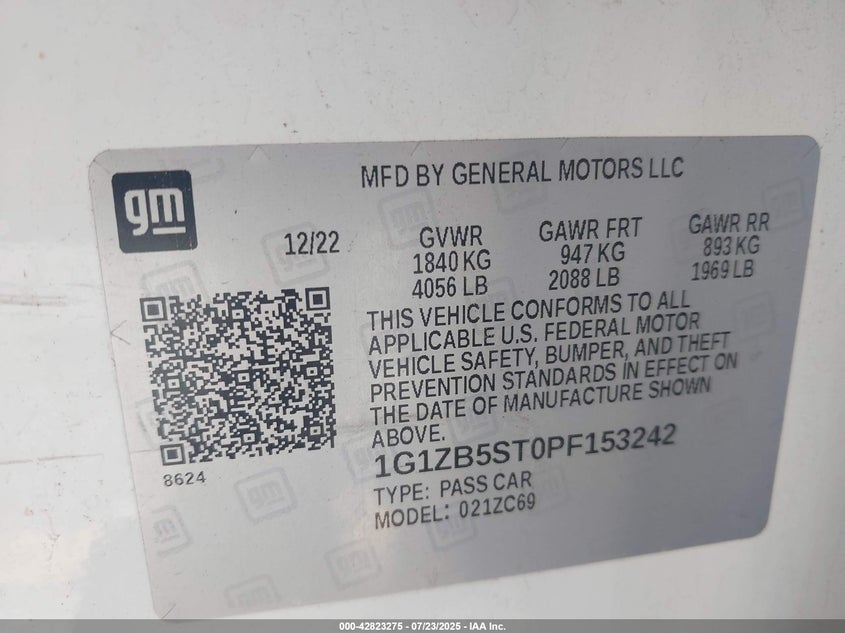 gm
MFD BY GENERAL MOTORS LLC
12/22
GVWR
1840 KG
4056 LB
GAWR FRT
947 KG
2088 LB
GAWR RR
893 KG
1969 LB
THIS VEHICLE CONFORMS TO ALL
APPLICABLE U.S. FEDERAL MOTOR
VEHICLE SAFETY, BUMPER, AND THEFT
PREVENTION STANDARDS IN EFFECT ON
THE DATE OF MANUFACTURE SHOWN
ABOVE.
8624
1G1ZB5ST0PF153242
TYPE: PASS CAR
MODEL: 021ZC69
000-42823275 - 07/23/2025 - IAA Inc.